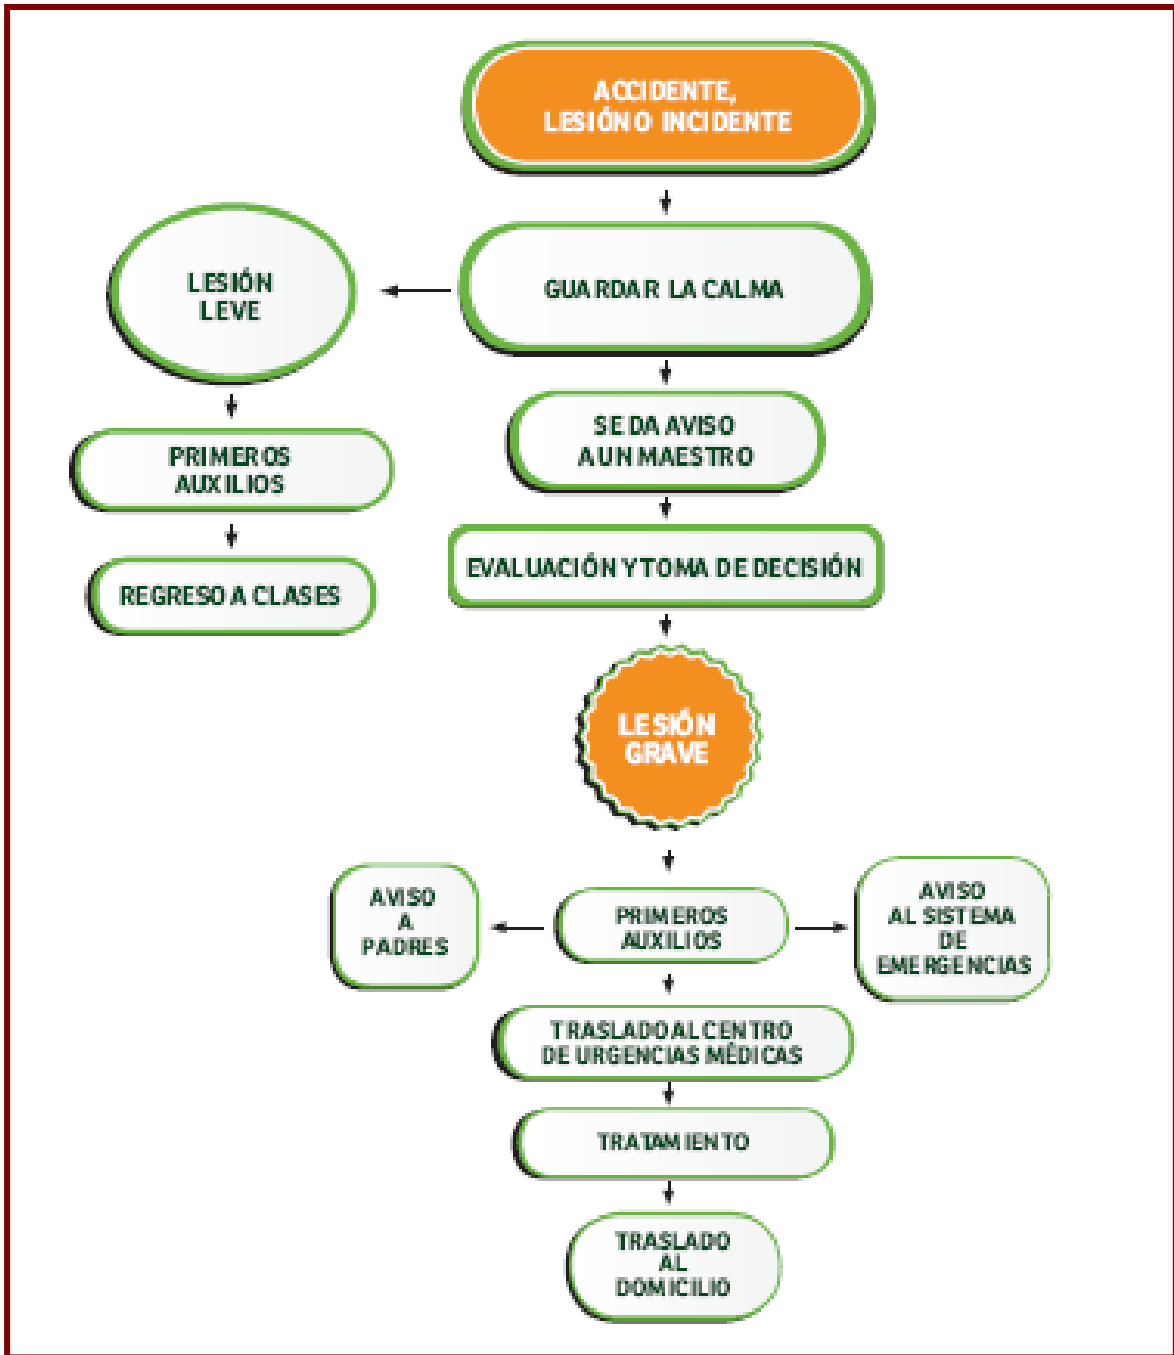 ACCIDENTE,
LESIÓN O INCIDENTE
GUARDAR LA CALMA
LESIÓN
LEVE
PRIMEROS
AUXILIOS
REGRESO A CLASES
SE DA AVISO
A UN MAESTRO
EVALUACIÓN Y TOMA DE DECISIÓN
LESIÓN
GRAVE
AVISO
A
PADRES
PRIMEROS
AUXILIOS
AVISO
AL SISTEMA
DE
EMERGENCIAS
TRASLADO AL CENTRO
DE URGENCIAS MÉDICAS
TRATAMIENTO
TRASLADO
AL
DOMICILIO